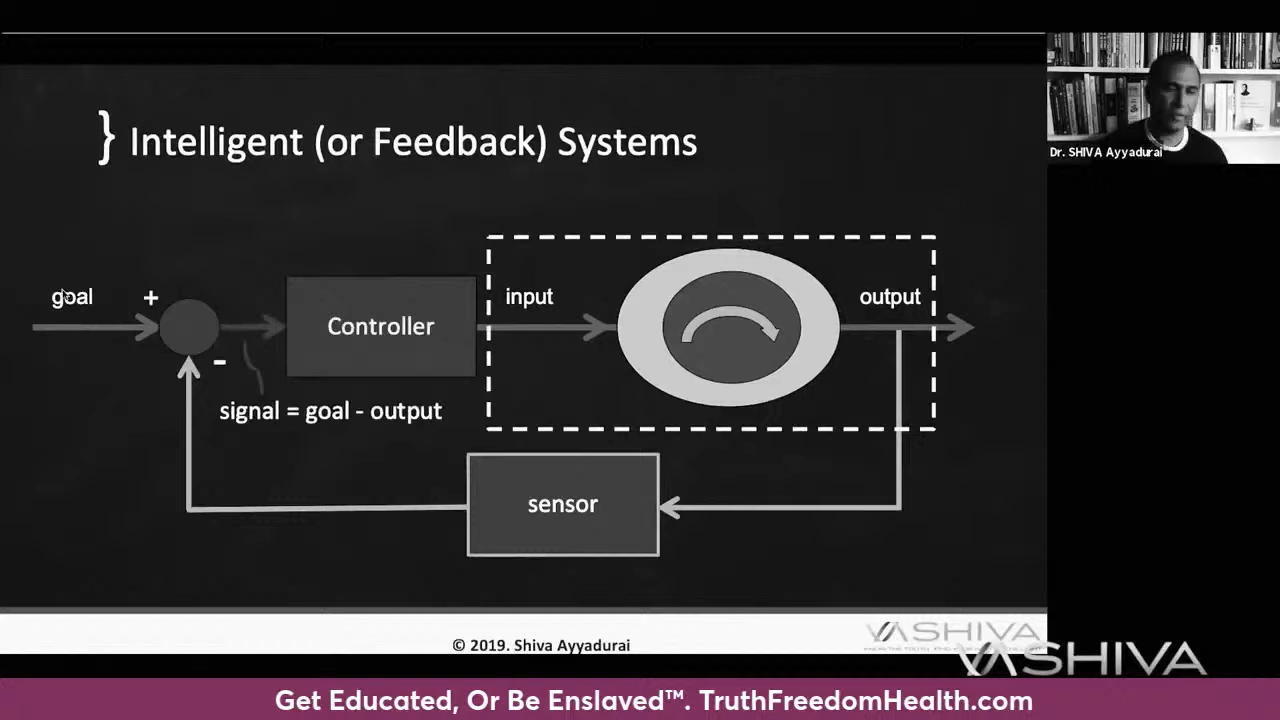 } Intelligent (or Feedback) Systems
Dr. SHIVA Ayyadurai
goal
+
input
output
Controller
-
signal = goal - output
sensor
© 2019. Shiva Ayyadurai
VASHIVA
VASHIVA
Get Educated, Or Be Enslaved™. TruthFreedomHealth.com